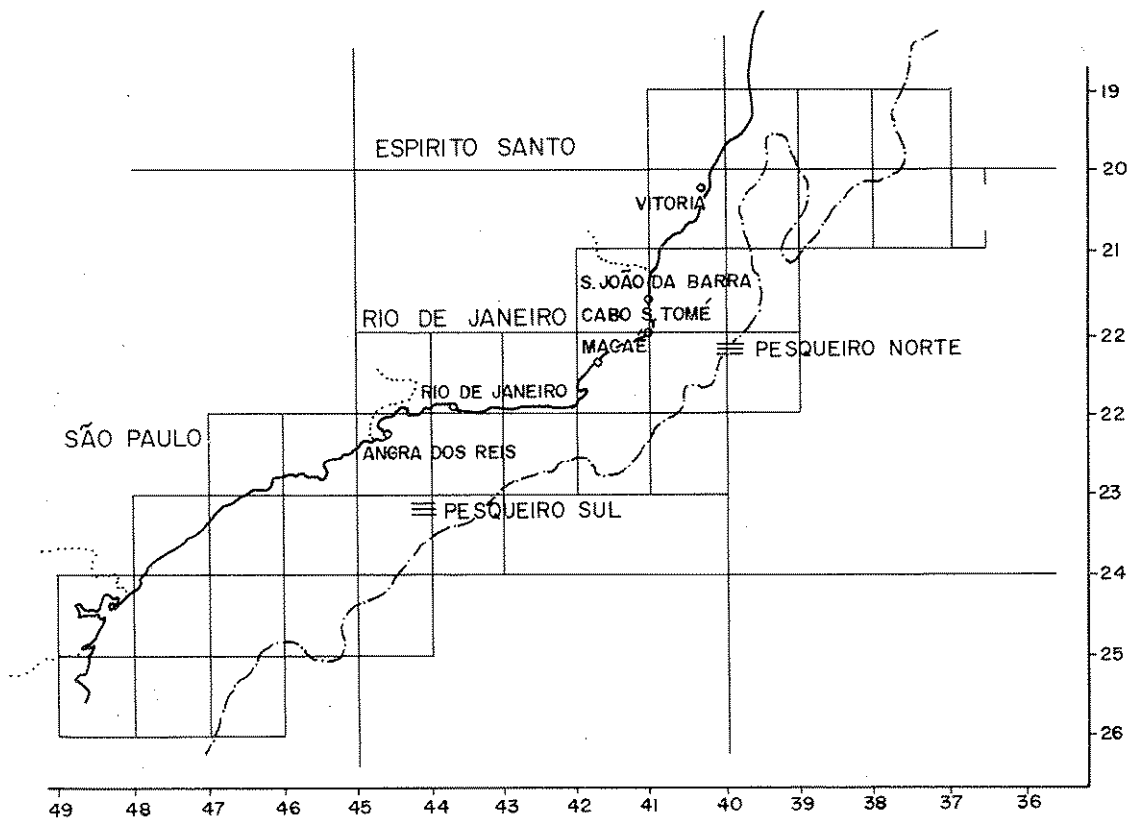 19
ESPIRITO SANTO
20
VITORIA
21
S. JOÃO DA BARRA
RIO DE JANEIRO
CABO S. TOMÉ
22
MACAÉ
PESQUEIRO NORTE
RIO DE JANEIRO
22
SÃO PAULO
ANGRA DOS REIS
23
PESQUEIRO SUL
24
25
26
49 48 47 46 45 44 43 42 41 40 39 38 37 36